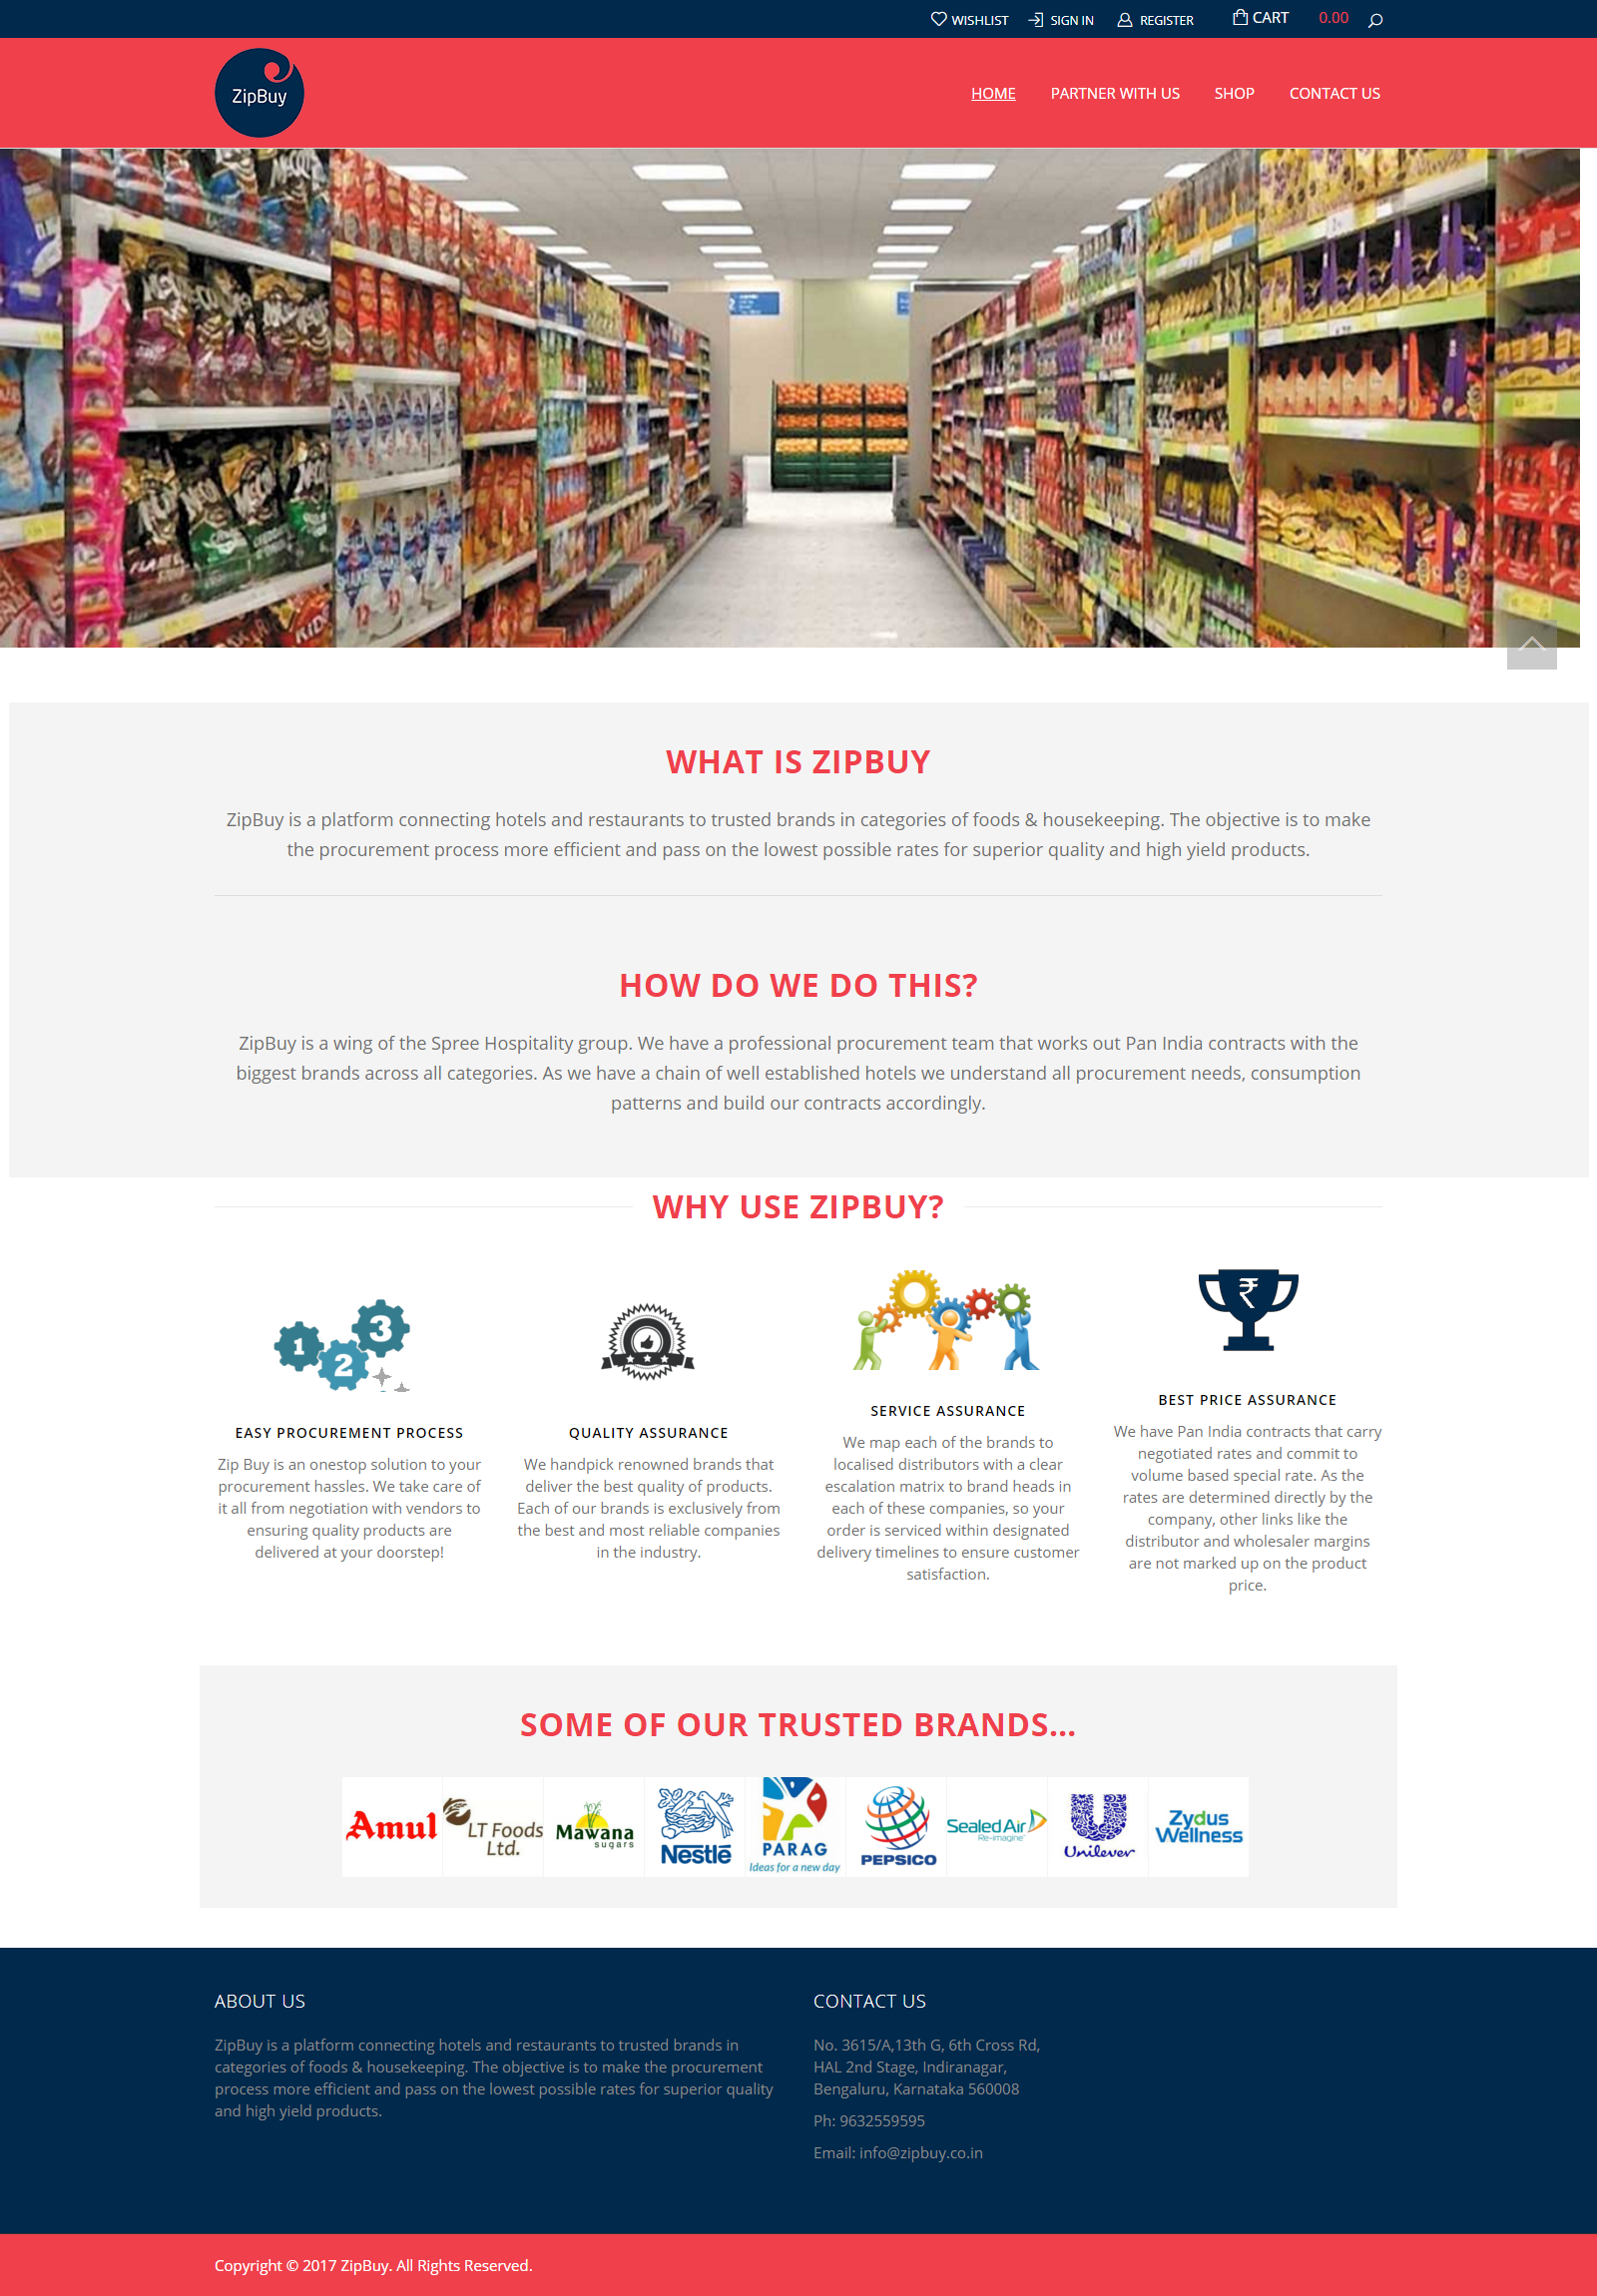 WISHLIST SIGN IN REGISTER CART 0.00
ZipBuy
HOME PARTNER WITH US SHOP CONTACT US
WHAT IS ZIPBUY
ZipBuy is a platform connecting hotels and restaurants to trusted brands in categories of foods & housekeeping. The objective is to make
the procurement process more efficient and pass on the lowest possible rates for superior quality and high yield products.
HOW DO WE DO THIS?
ZipBuy is a wing of the Spree Hospitality group. We have a professional procurement team that works out Pan India contracts with the
biggest brands across all categories. As we have a chain of well established hotels we understand all procurement needs, consumption
patterns and build our contracts accordingly.
WHY USE ZIPBUY?
1 2 3
EASY PROCUREMENT PROCESS
Zip Buy is an onestop solution to your
procurement hassles. We take care of
it all from negotiation with vendors to
ensuring quality products are
delivered at your doorstep!
QUALITY ASSURANCE
We handpick renowned brands that
deliver the best quality of products.
Each of our brands is exclusively from
the best and most reliable companies
in the industry.
SERVICE ASSURANCE
We map each of the brands to
localised distributors with a clear
escalation matrix to brand heads in
each of these companies, so your
order is serviced within designated
delivery timelines to ensure customer
satisfaction.
₹
BEST PRICE ASSURANCE
We have Pan India contracts that carry
negotiated rates and commit to
volume based special rate. As the
rates are determined directly by the
company, other links like the
distributor and wholesaler margins
are not marked up on the product
price.
SOME OF OUR TRUSTED BRANDS...
Amul
LT Foods
Ltd.
Mawana
sugars
Nestlé
PARAG
Ideas for a new day
PEPSICO
Sealed Air
Re-imagine
Unilever
Zydus
Wellness
ABOUT US
ZipBuy is a platform connecting hotels and restaurants to trusted brands in
categories of foods & housekeeping. The objective is to make the procurement
process more efficient and pass on the lowest possible rates for superior quality
and high yield products.
CONTACT US
No. 3615/A,13th G, 6th Cross Rd,
HAL 2nd Stage, Indiranagar,
Bengaluru, Karnataka 560008
Ph: 9632559595
Email: info@zipbuy.co.in
Copyright © 2017 ZipBuy. All Rights Reserved.